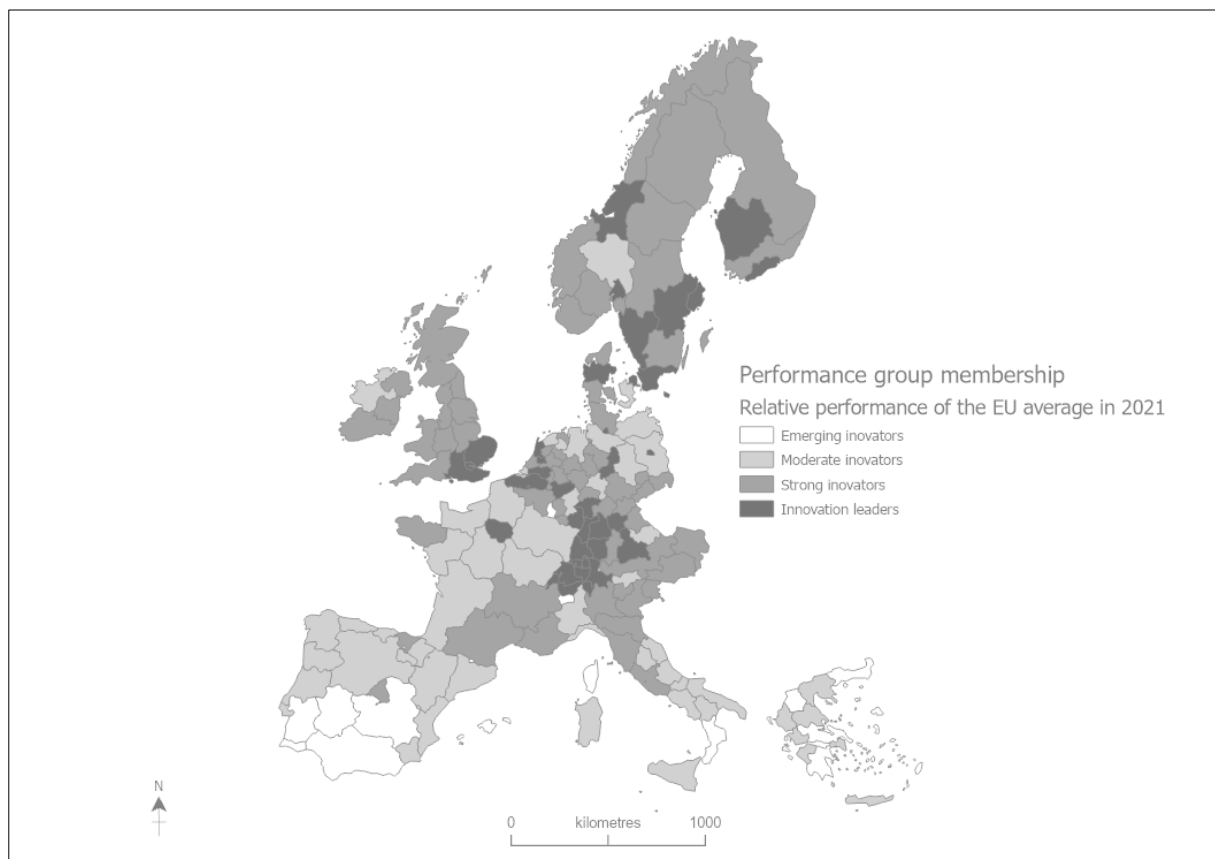 Performance group membership
Relative performance of the EU average in 2021
Emerging inovators
Moderate inovators
Strong inovators
Innovation leaders
N
0 kilometres 1000